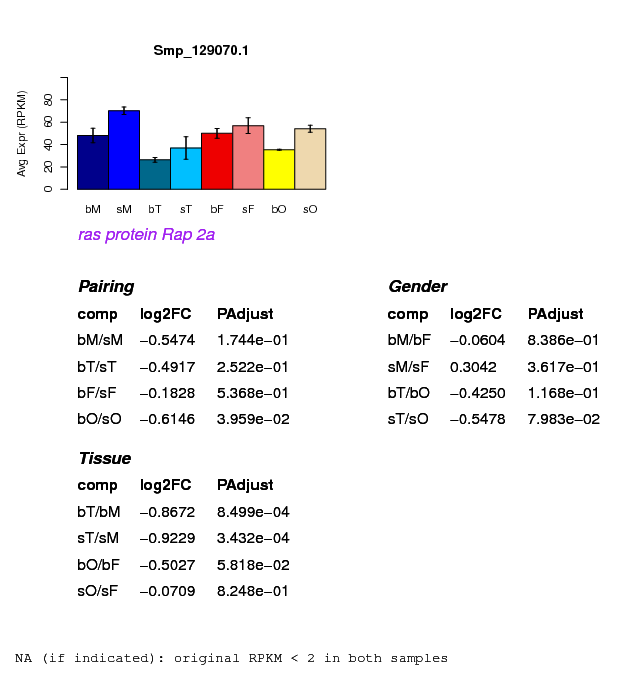 Smp_129070.1
Avg Expr (RPKM)
0 20 40 60 80
bM sM bT sT bF sF bO sO
ras protein Rap 2a
Pairing
comp log2FC PAdjust
bM/sM −0.5474 1.744e−01
bT/sT −0.4917 2.522e−01
bF/sF −0.1828 5.368e−01
bO/sO −0.6146 3.959e−02
Gender
comp log2FC PAdjust
bM/bF −0.0604 8.386e−01
sM/sF 0.3042 3.617e−01
bT/bO −0.4250 1.168e−01
sT/sO −0.5478 7.983e−02
Tissue
comp log2FC PAdjust
bT/bM −0.8672 8.499e−04
sT/sM −0.9229 3.432e−04
bO/bF −0.5027 5.818e−02
sO/sF −0.0709 8.248e−01
NA (if indicated): original RPKM < 2 in both samples